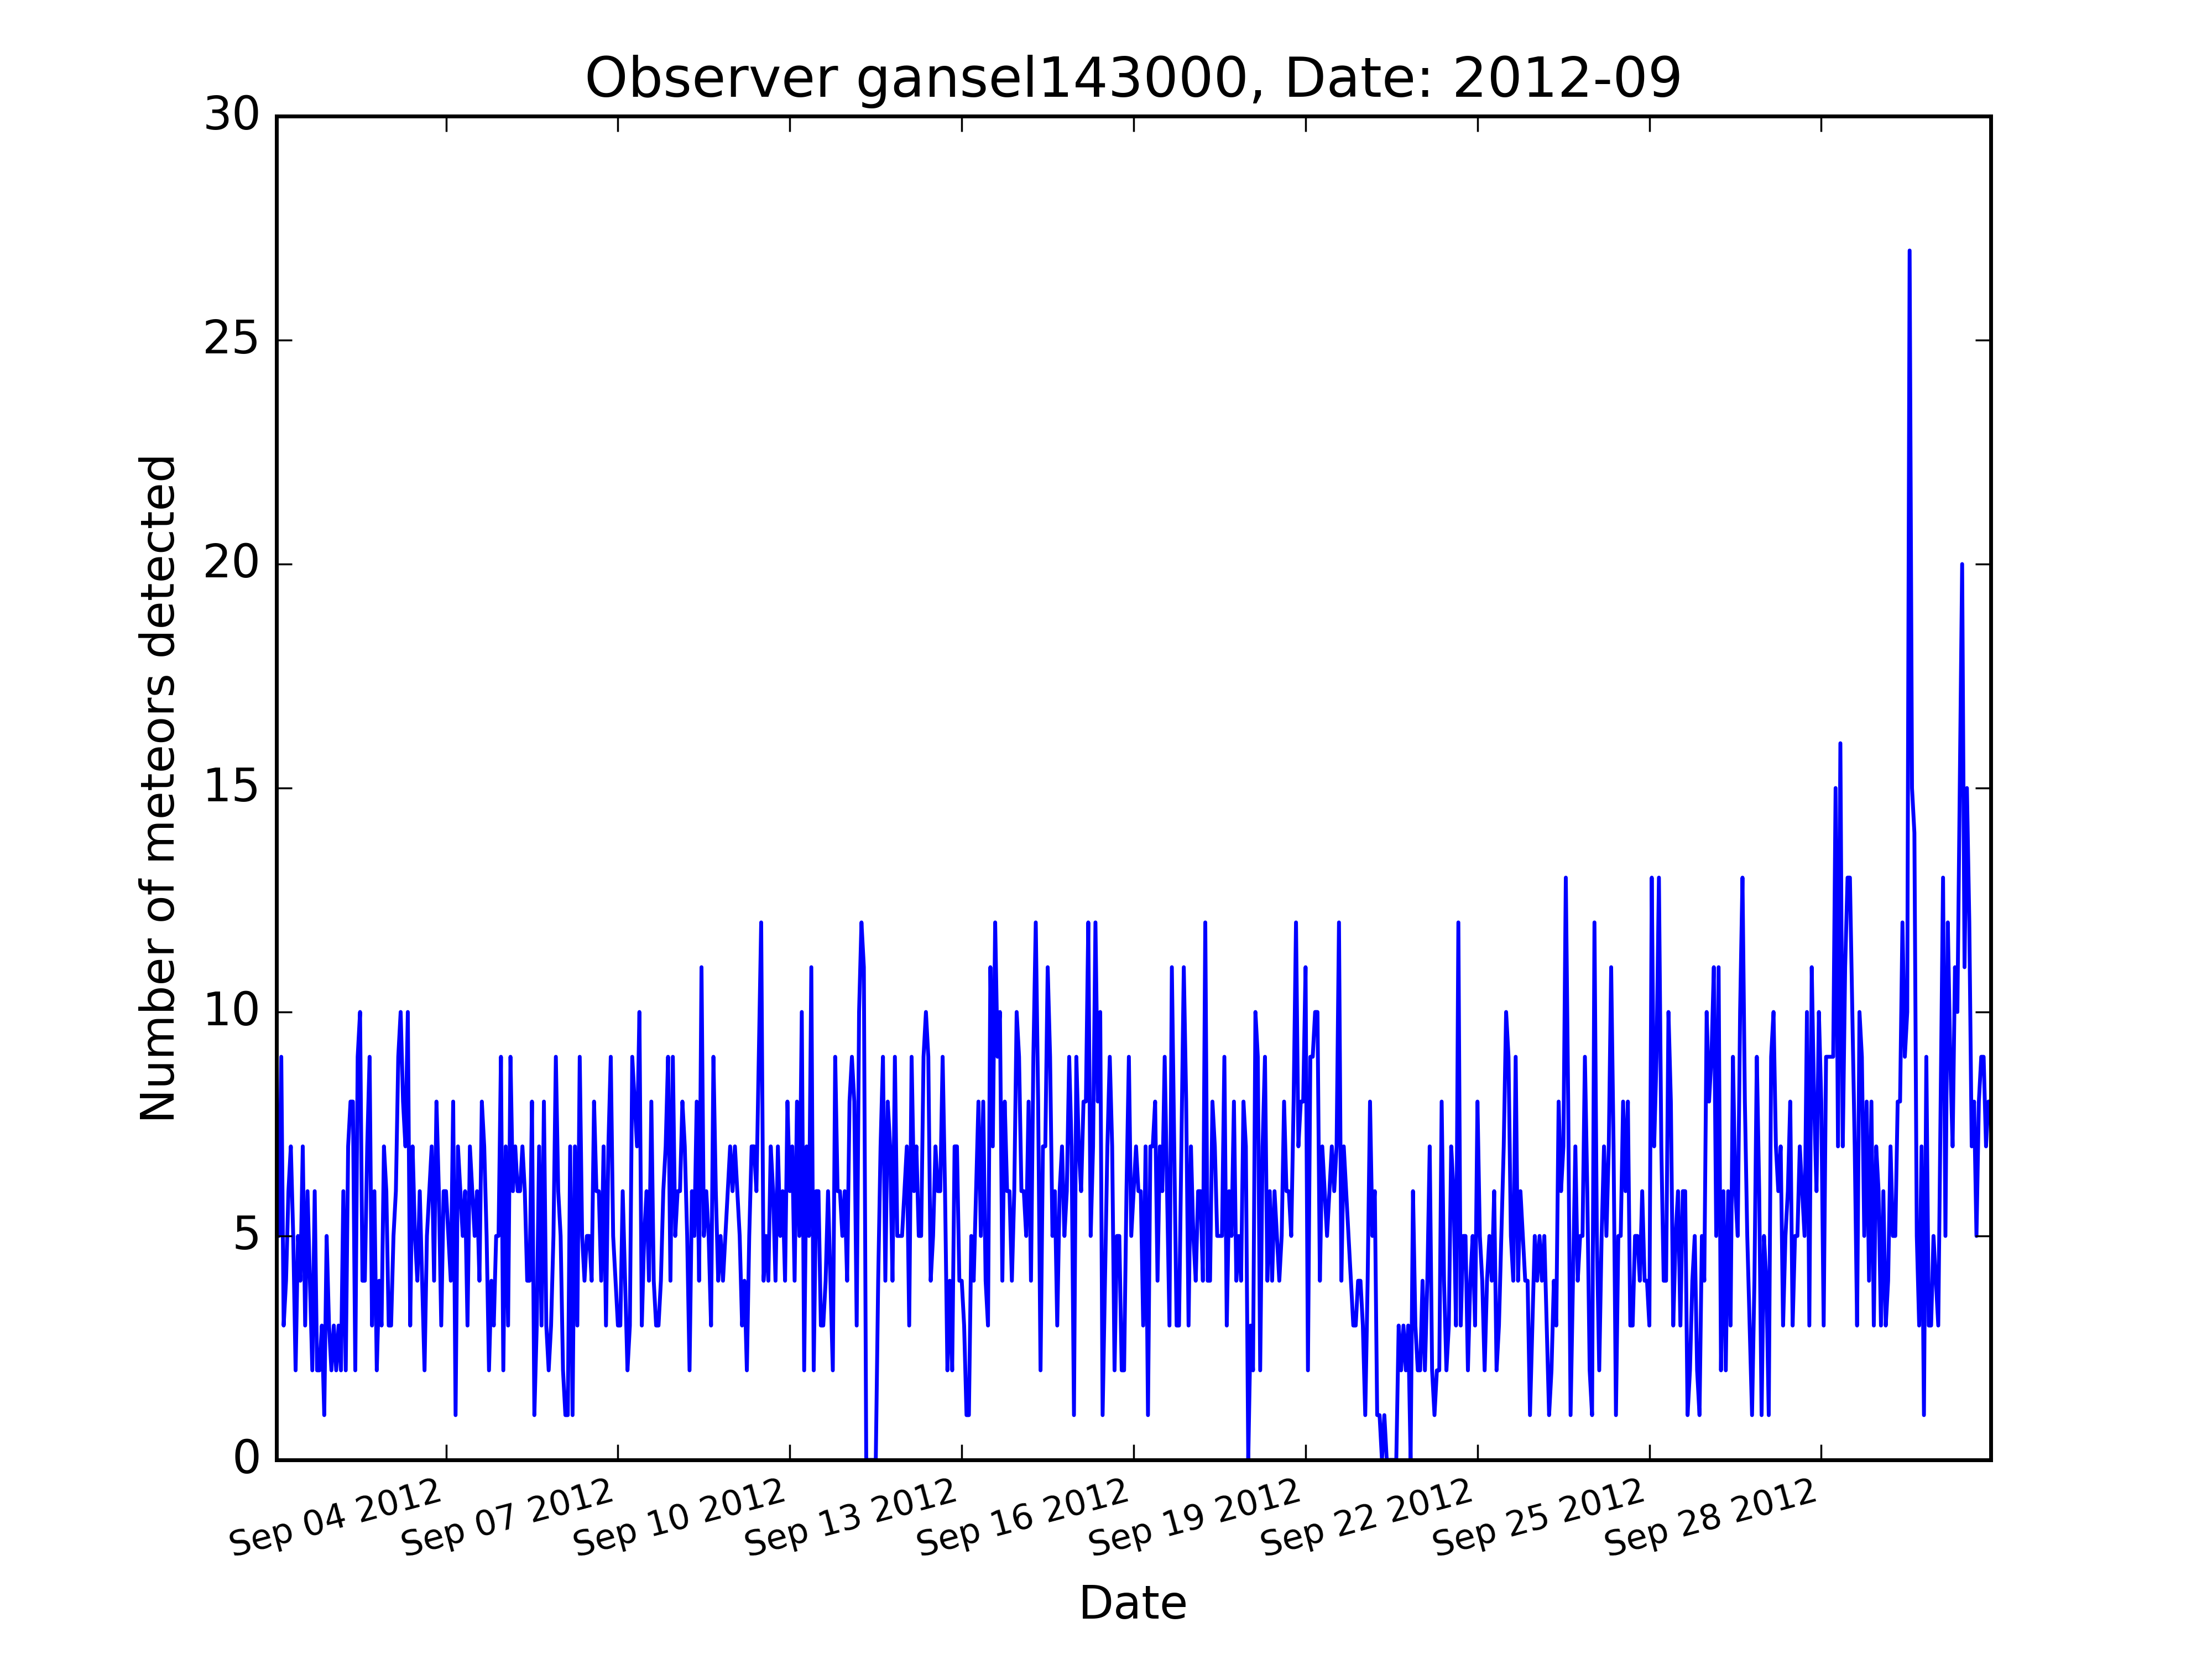 Observer gansel143000, Date: 2012-09
30
25
20
15
10
5
0
Number of meteors detected
Sep 04 2012
Sep 07 2012
Sep 10 2012
Sep 13 2012
Sep 16 2012
Sep 19 2012
Sep 22 2012
Sep 25 2012
Sep 28 2012
Date